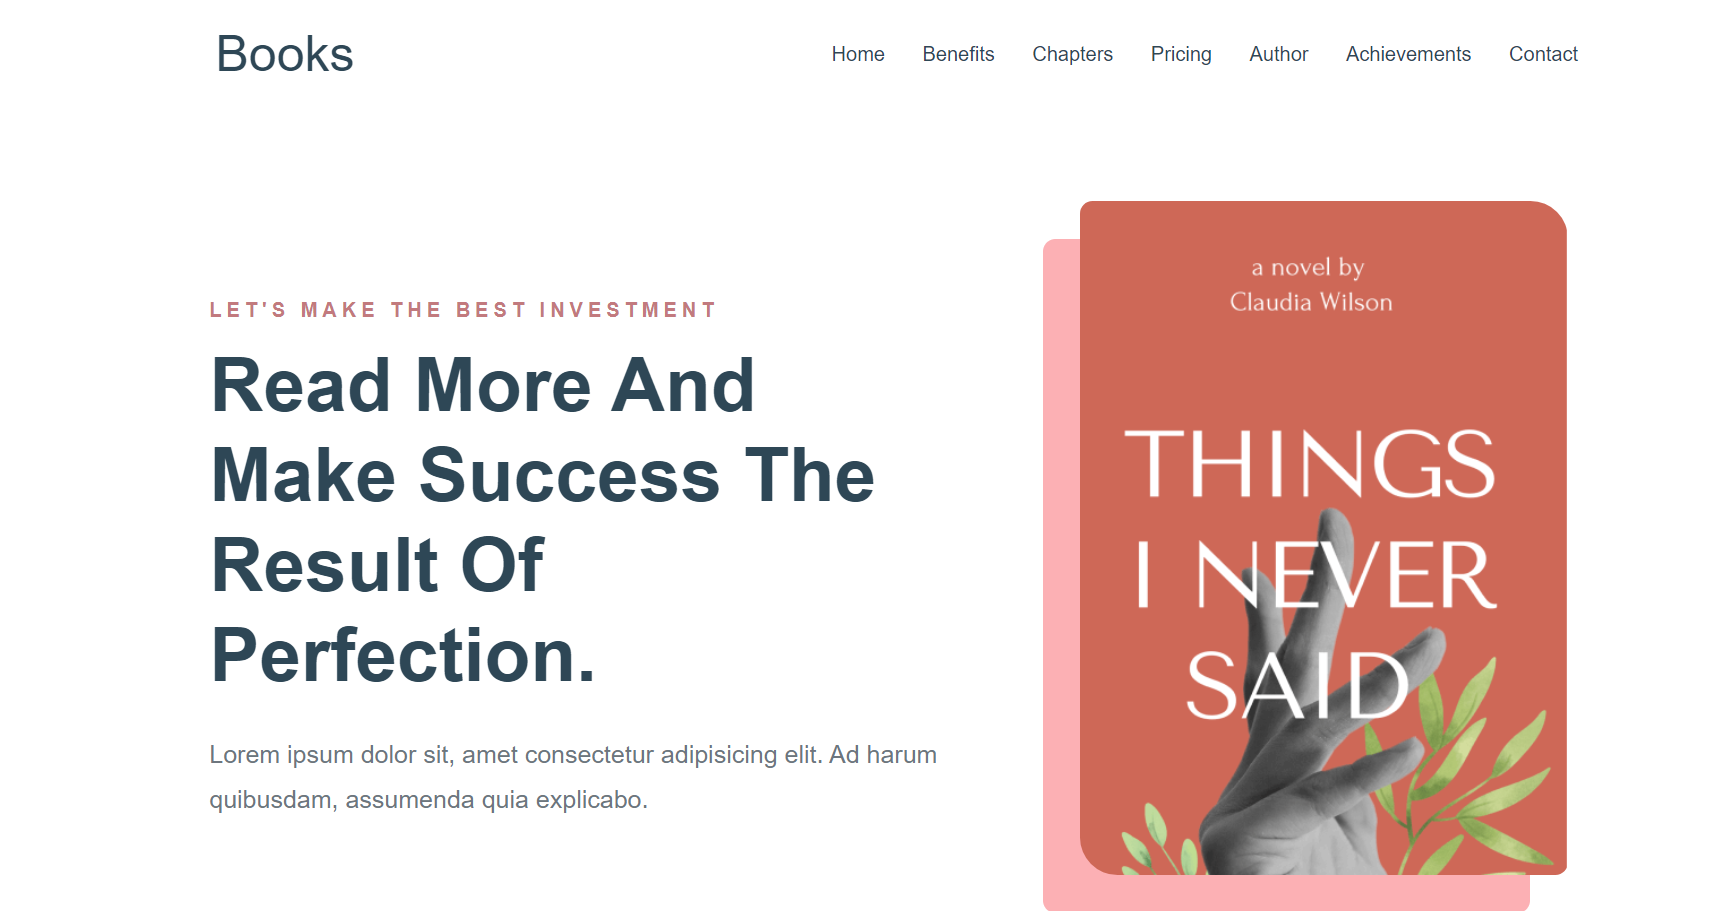 Books
Home Benefits Chapters Pricing Author Achievements Contact
LET'S MAKE THE BEST INVESTMENT
Read More And
Make Success The
Result Of
Perfection.
Lorem ipsum dolor sit, amet consectetur adipisicing elit. Ad harum
quibusdam, assumenda quia explicabo.
a novel by
Claudia Wilson
THINGS
I NEVER
SAID